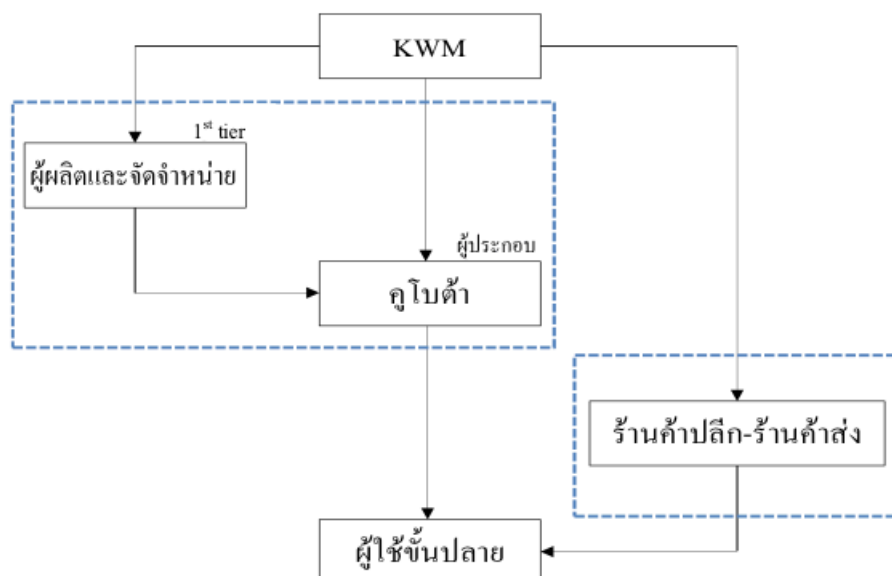 KWM
1st tier
ผู้ผลิตและจัดจำหน่าย
ผู้ประกอบ
คูโบต้า
ร้านค้าปลีก-ร้านค้าส่ง
ผู้ใช้ขั้นปลาย